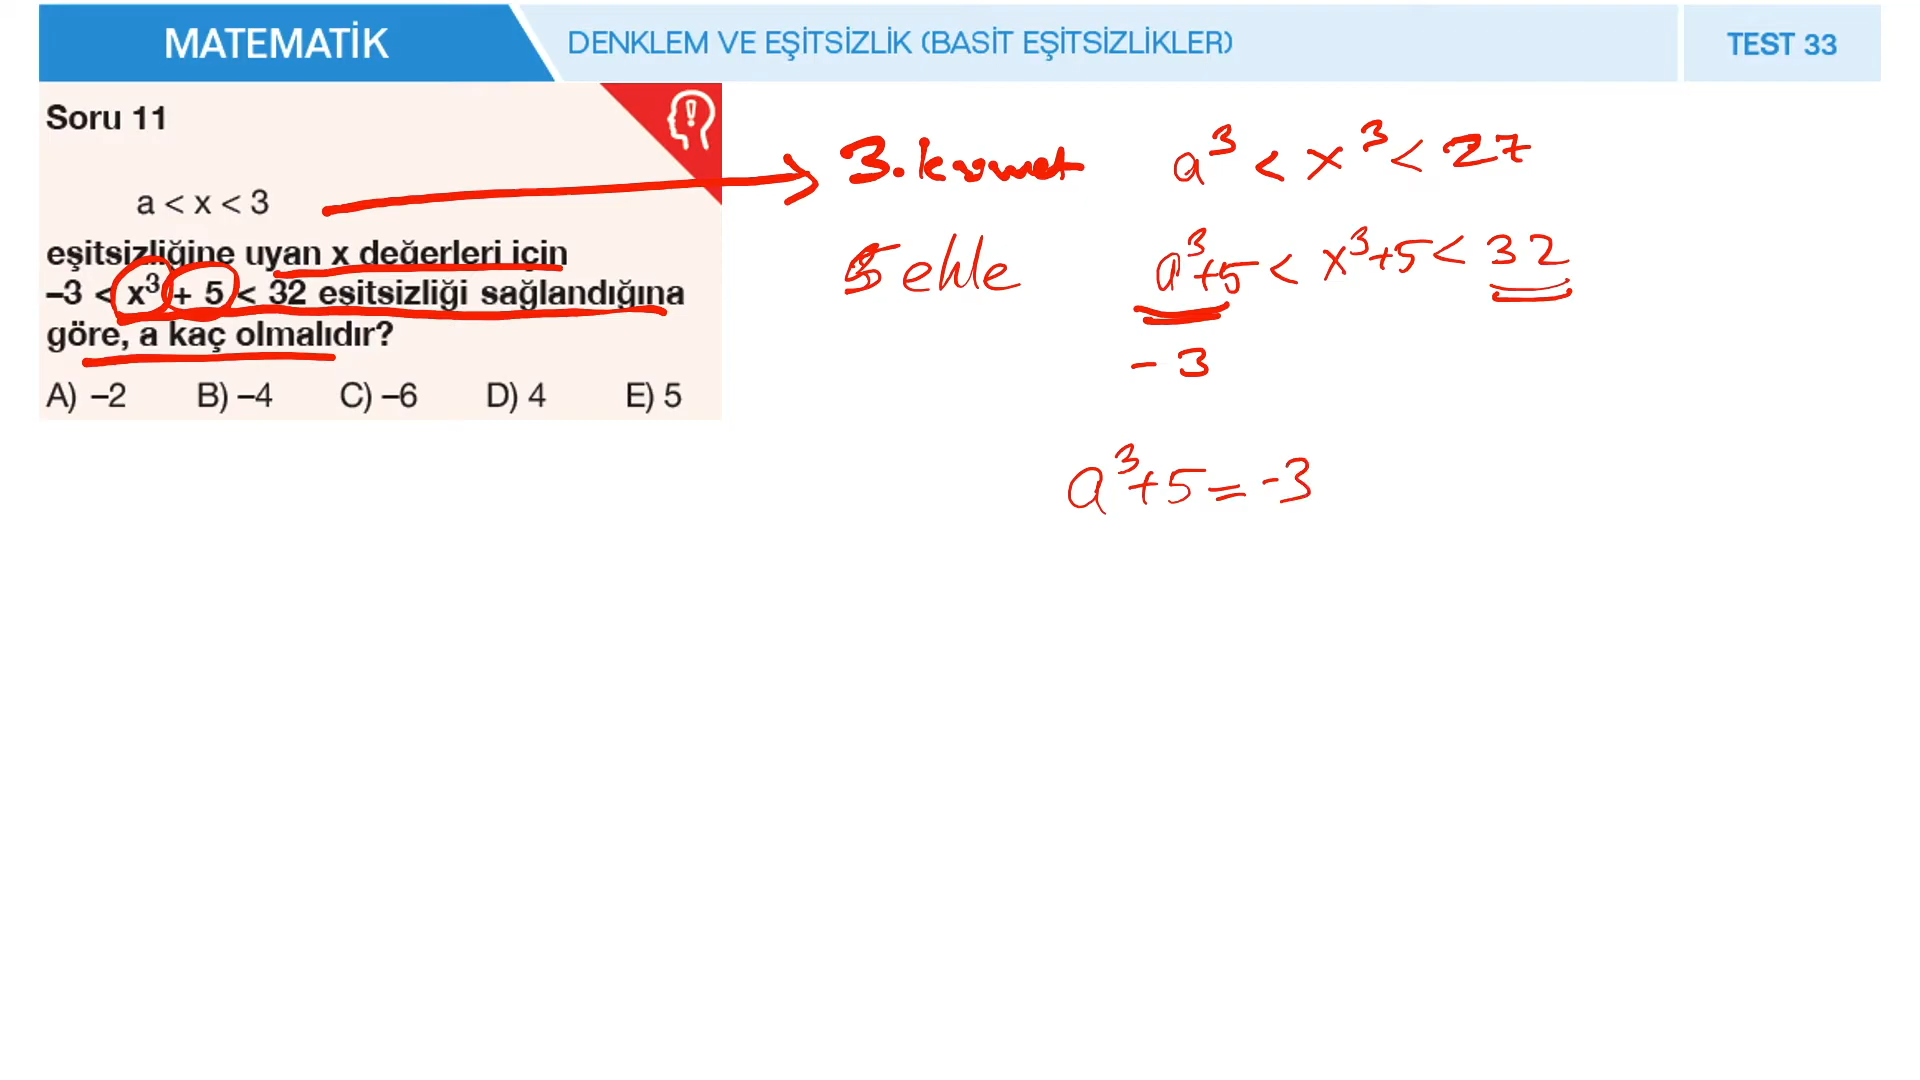 MATEMATİK
DENKLEM VE EŞİTSİZLİK (BASİT EŞİTSİZLİKLER)
TEST 33
Soru 11
a < x < 3
eşitsizliğine uyan x değerleri için
–3 < x³ + 5 < 32 eşitsizliği sağlandığına
göre, a kaç olmalıdır?
A) –2 B) –4 C) –6 D) 4 E) 5
3. kuvvet a³ < x³ < 27
5 ekle a³+5 < x³+5 < 32
-3
a³+5=-3